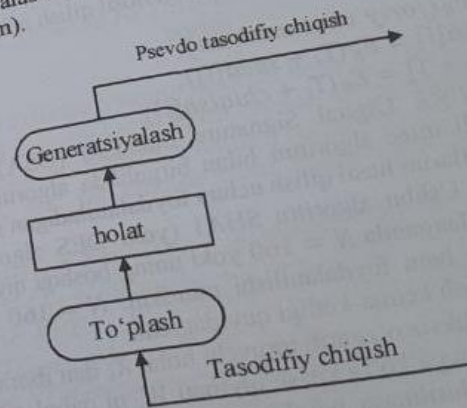 n).
Psevdo tasodifiy chiqish
Generatsiyalash
holat
To‘plash
Tasodifiy chiqish